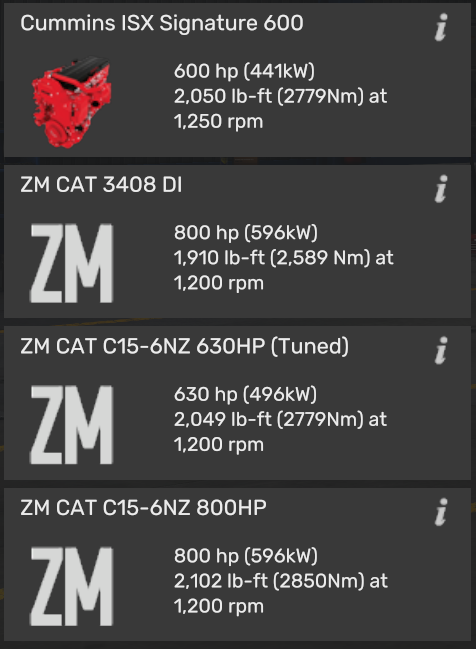 Cummins ISX Signature 600
i
600 hp (441kW)
2,050 lb-ft (2779Nm) at
1,250 rpm
ZM CAT 3408 DI
i
ZM
800 hp (596kW)
1,910 lb-ft (2,589 Nm) at
1,200 rpm
ZM CAT C15-6NZ 630HP (Tuned)
i
ZM
630 hp (496kW)
2,049 lb-ft (2779Nm) at
1,200 rpm
ZM CAT C15-6NZ 800HP
i
ZM
800 hp (596kW)
2,102 lb-ft (2850Nm) at
1,200 rpm